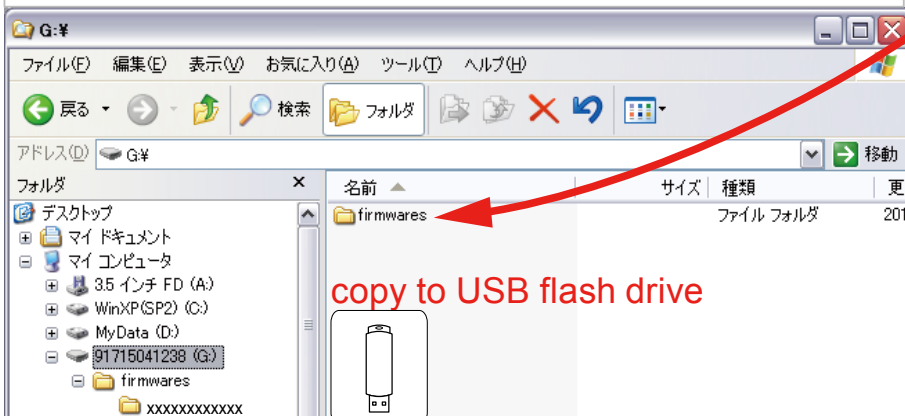 G:¥
ファイル(F) 編集(E) 表示(V) お気に入り(A) ツール(T) ヘルプ(H)
戻る 検索 フォルダ
アドレス(D) G:¥ 移動
フォルダ × 名前 サイズ 種類 更
デスクトップ
firmwares ファイル フォルダ 201
マイ ドキュメント
マイ コンピュータ
3.5 インチ FD (A:)
WinXP(SP2) (C:)
MyData (D:)
91715041238 (G:)
firmwares
xxxxxxxxxxxx
copy to USB flash drive